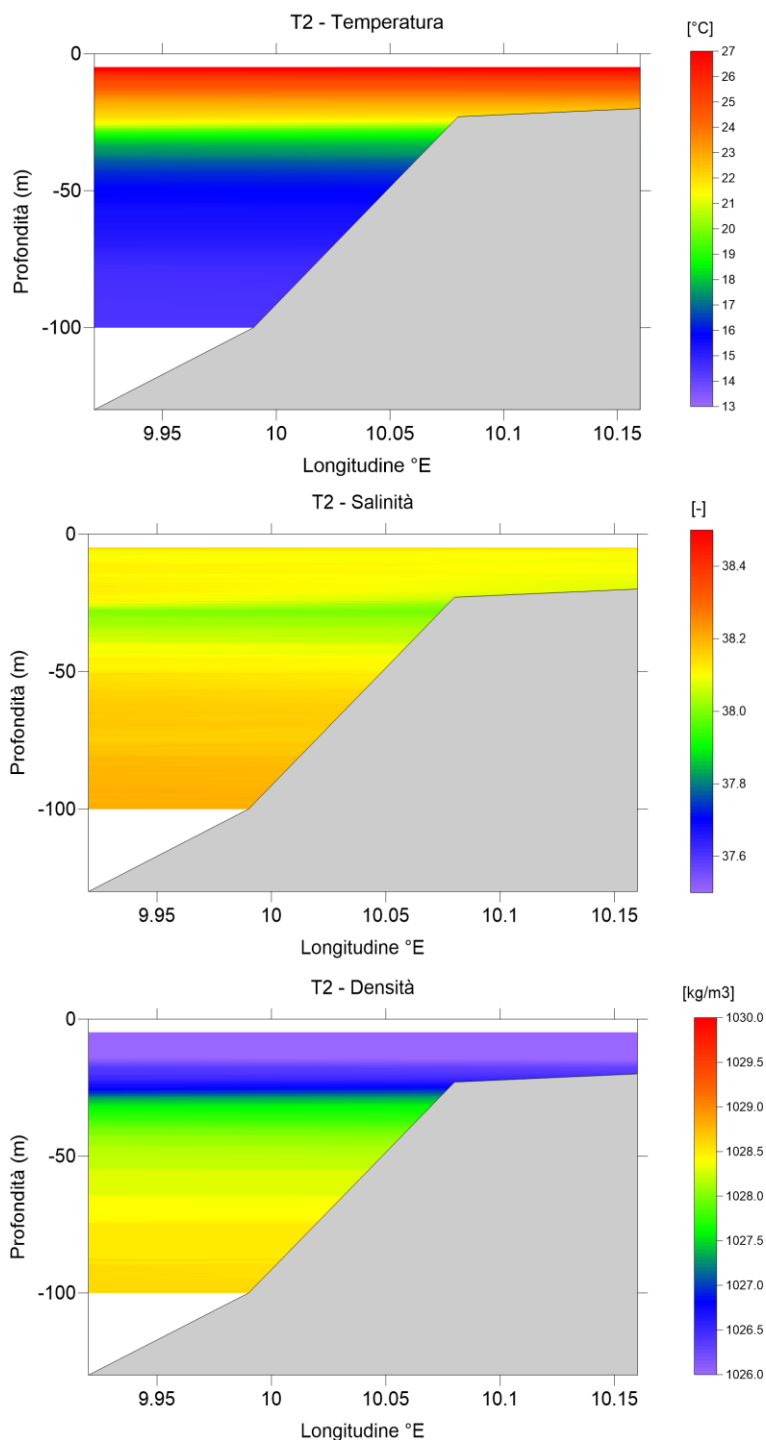 T2 - Temperatura
[°C]
0
-50
-100
Profondità (m)
9.95 10 10.05 10.1 10.15
Longitudine °E
27
26
25
24
23
22
21
20
19
18
17
16
15
14
13
T2 - Salinità
[-]
0
-50
-100
Profondità (m)
9.95 10 10.05 10.1 10.15
Longitudine °E
38.4
38.2
38.0
37.8
37.6
T2 - Densità
[kg/m3]
0
-50
-100
Profondità (m)
9.95 10 10.05 10.1 10.15
Longitudine °E
1030.0
1029.5
1029.0
1028.5
1028.0
1027.5
1027.0
1026.5
1026.0